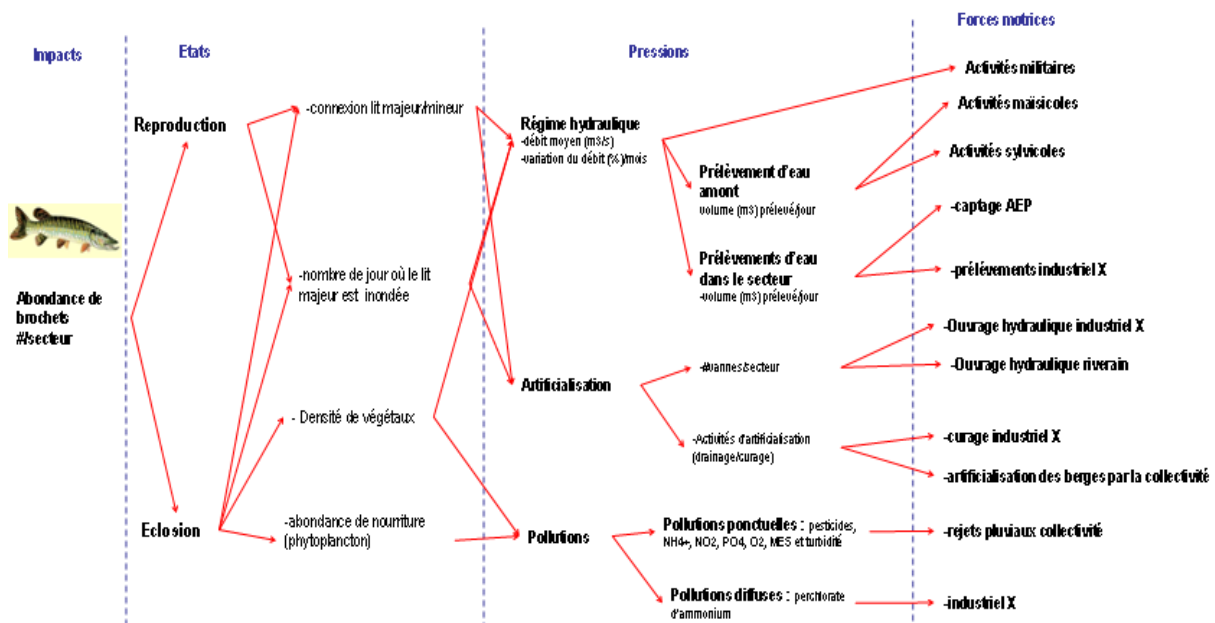 Impacts
Etats
Pressions
Forces motrices
Abondance de
brochets
#/secteur
Reproduction
Eclosion
-connexion lit majeur/mineur
-nombre de jour où le lit
majeur est inondée
- Densité de végétaux
-abondance de nourriture
(phytoplancton)
Régime hydraulique
-débit moyen (m3/s)
-variation du débit (%)/mois
Artificialisation
Pollutions
Prélèvement d'eau
amont
volume (m3) prélevé/jour
Prélèvements d'eau
dans le secteur
-volume (m3) prélevé/jour
-#vannes/secteur
-Activités d'artificialisation
(drainage/curage)
Pollutions ponctuelles : pesticides,
NH4+, NO2, PO4, O2, MES et turbidité
Pollutions diffuses : perchlorate
d'ammonium
Activités militaires
Activités maïsicoles
Activités sylvicoles
-captage AEP
-prélévements industriel X
-Ouvrage hydraulique industriel X
-Ouvrage hydraulique riverain
-curage industriel X
-artificialisation des berges par la collectivité
-rejets pluviaux collectivité
-industriel X